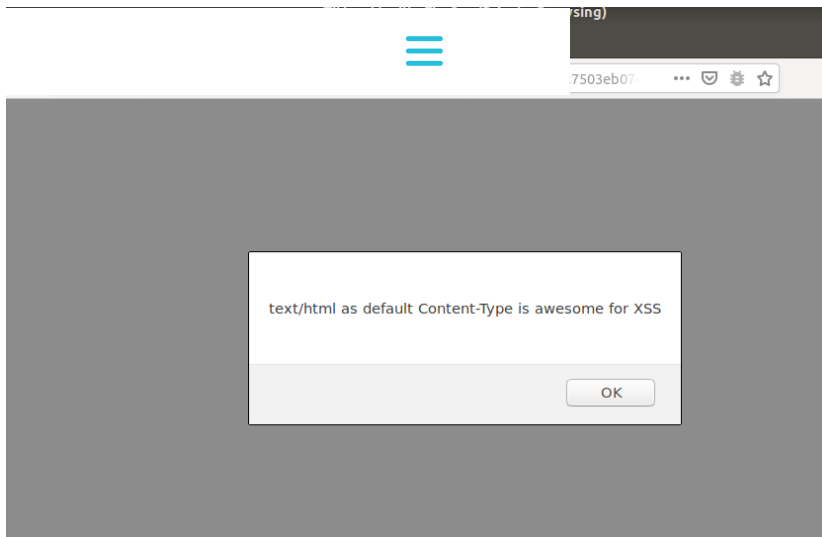 sing)
:7503eb07
text/html as default Content-Type is awesome for XSS
OK